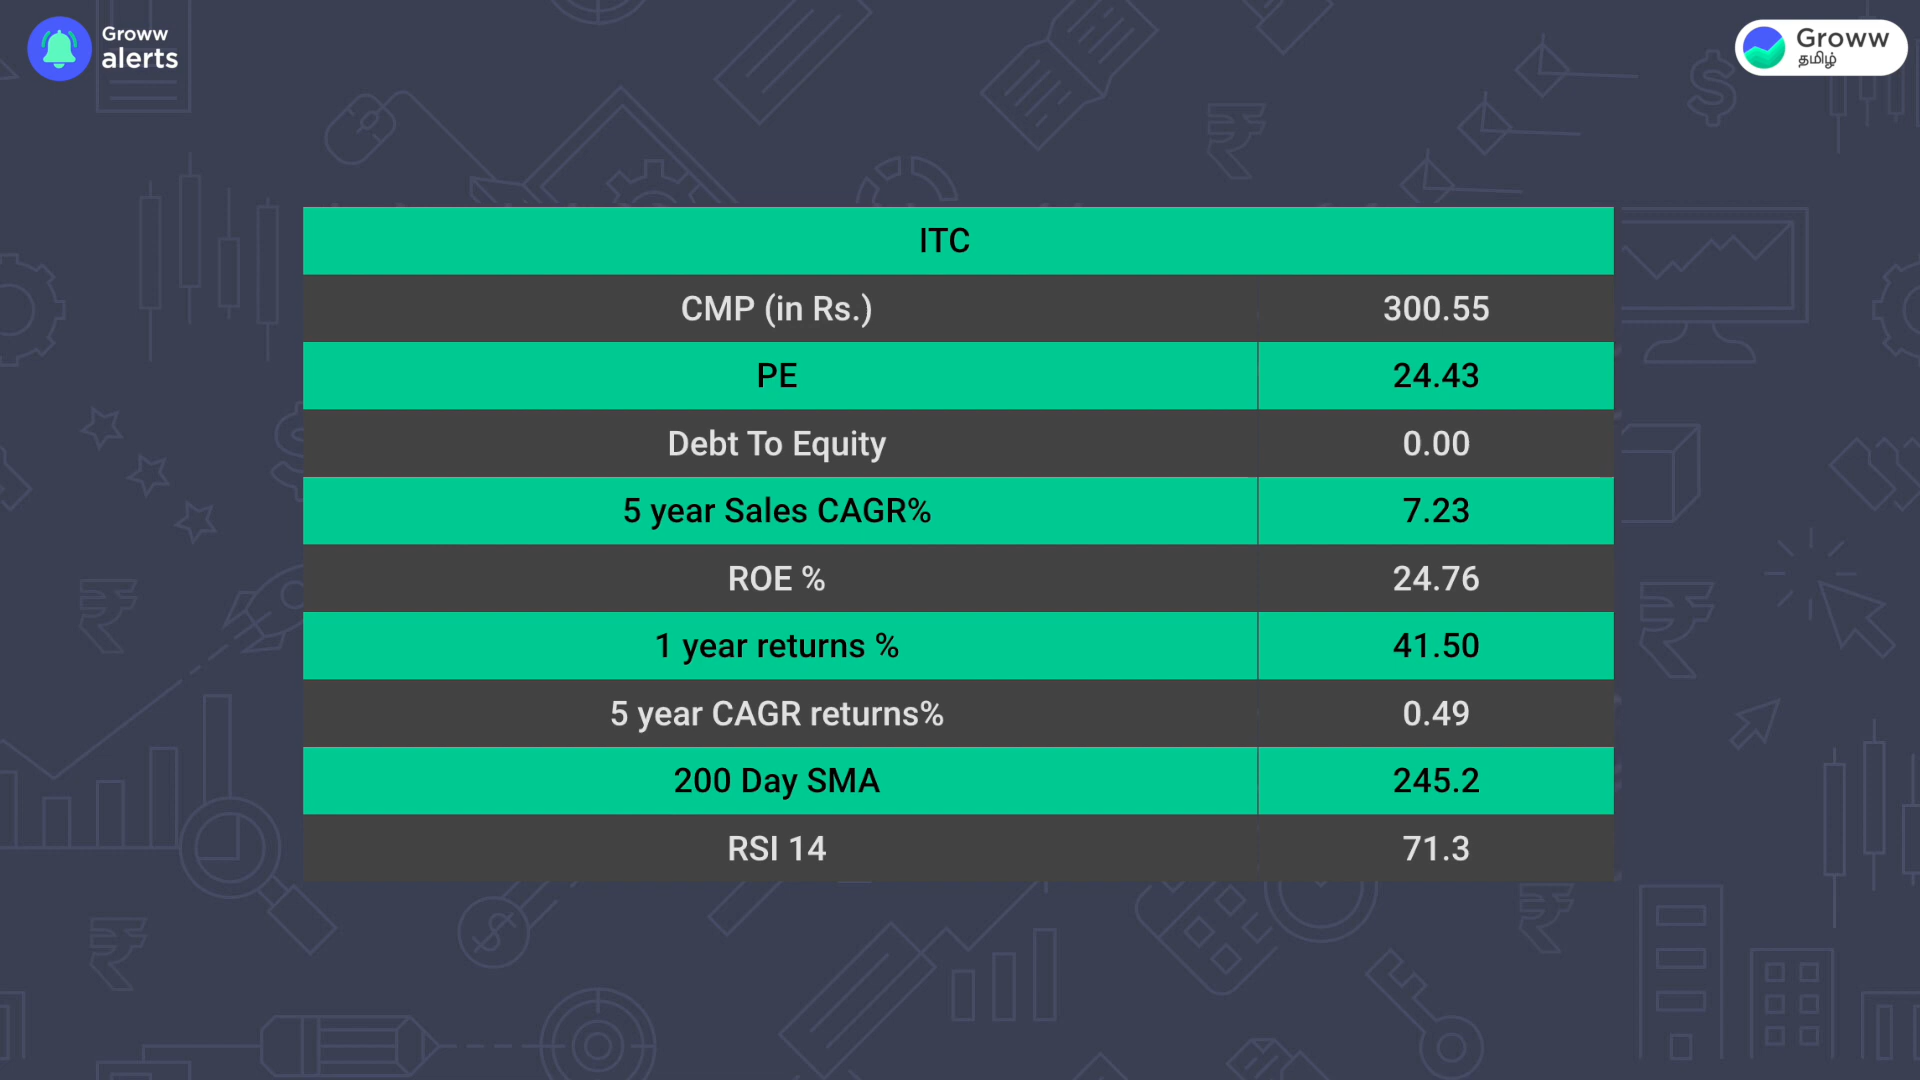 Groww
alerts
Groww
தமிழ்
ITC
CMP (in Rs.) 300.55
PE 24.43
Debt To Equity 0.00
5 year Sales CAGR% 7.23
ROE % 24.76
1 year returns % 41.50
5 year CAGR returns% 0.49
200 Day SMA 245.2
RSI 14 71.3